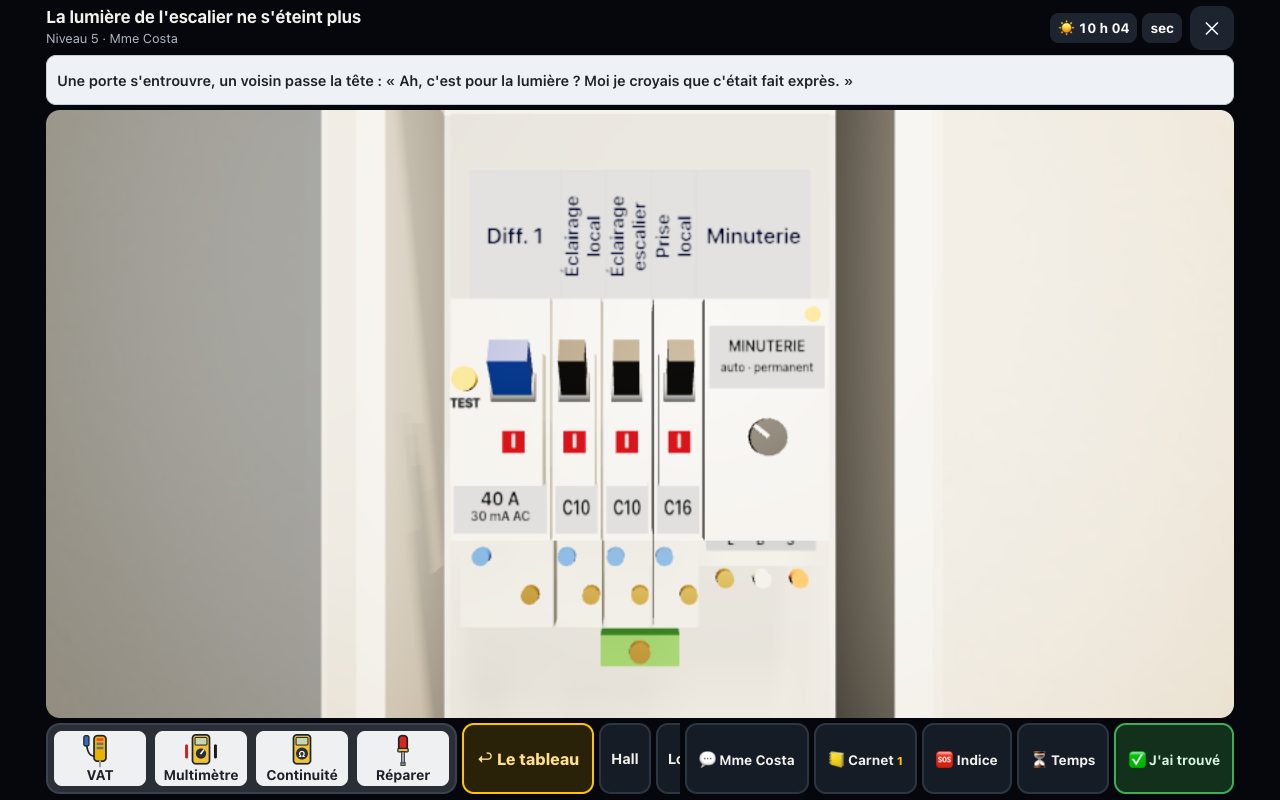 La lumière de l'escalier ne s'éteint plus
Niveau 5 · Mme Costa
10 h 04
sec
Une porte s'entrouvre, un voisin passe la tête : « Ah, c'est pour la lumière ? Moi je croyais que c'était fait exprès. »
Diff. 1
Éclairage
local
Éclairage
escalier
Prise
local
Minuterie
MINUTERIE
auto · permanent
TEST
40 A
30 mA AC
C10
C10
C16
VAT
Multimètre
Continuité
Réparer
Le tableau
Hall
Mme Costa
Carnet 1
SOS Indice
Temps
J'ai trouvé